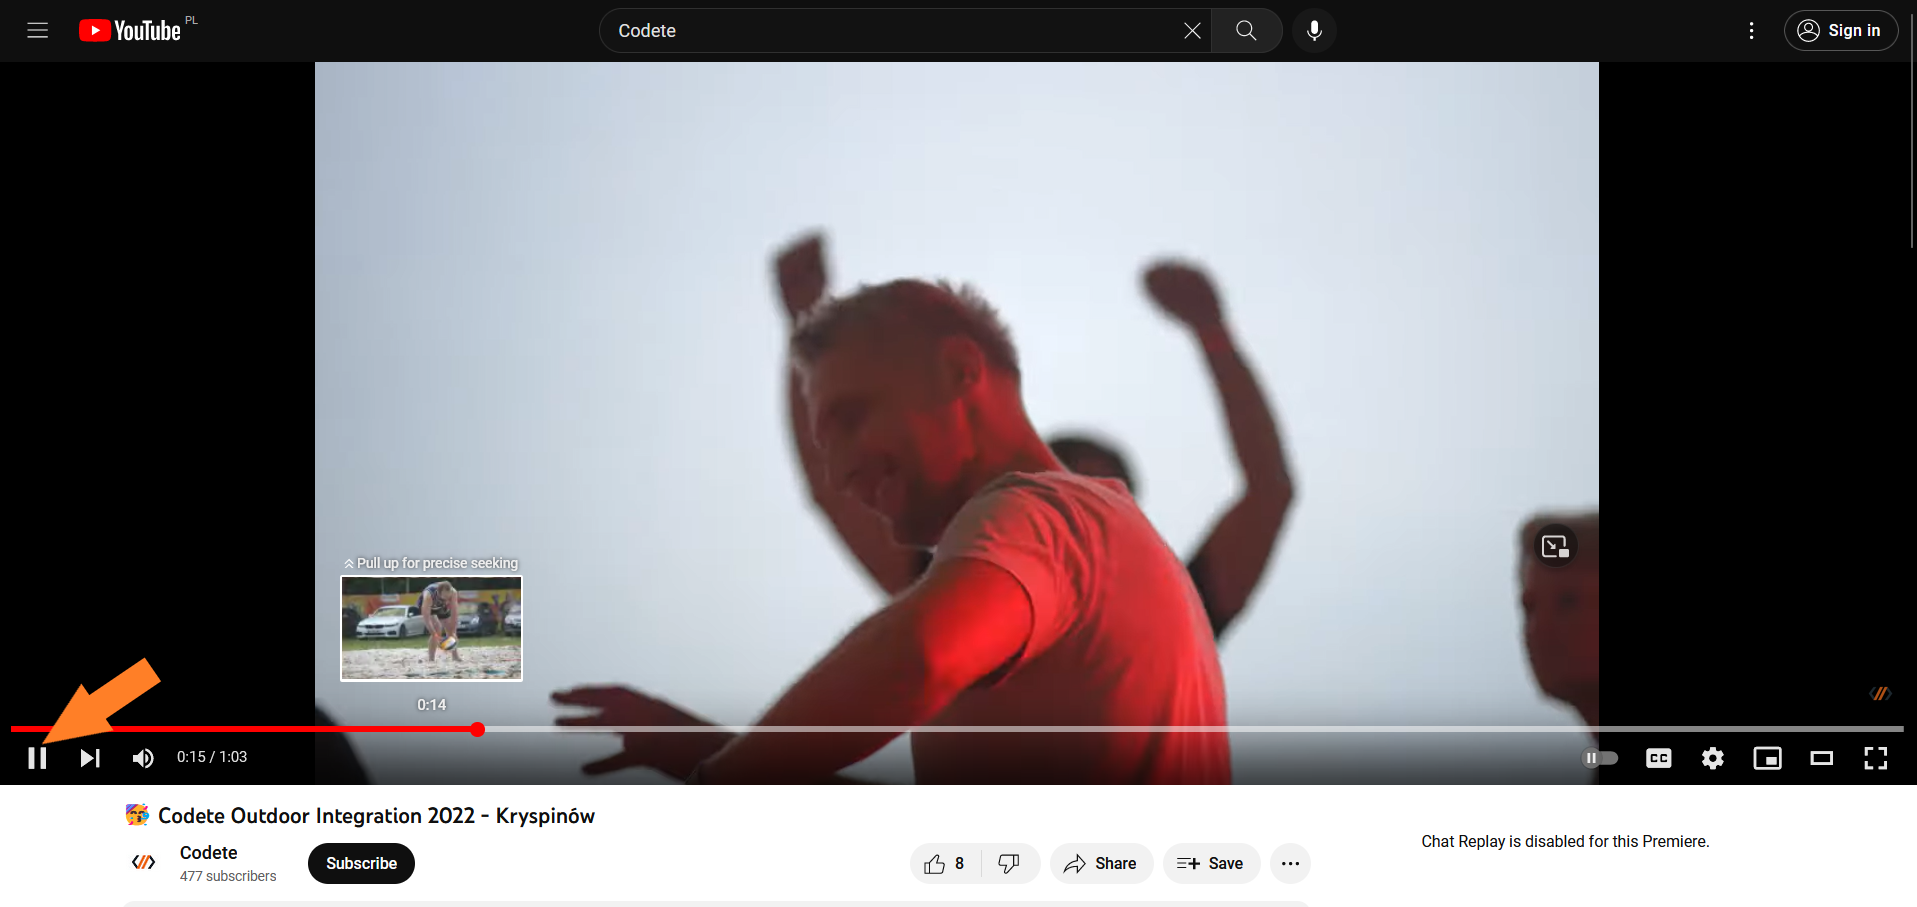 YouTube PL
Codete
Sign in
Pull up for precise seeking
0:14
0:15 / 1:03
CC
Codete Outdoor Integration 2022 - Kryspinów
Codete
477 subscribers
Subscribe
8
Share
Save
Chat Replay is disabled for this Premiere.